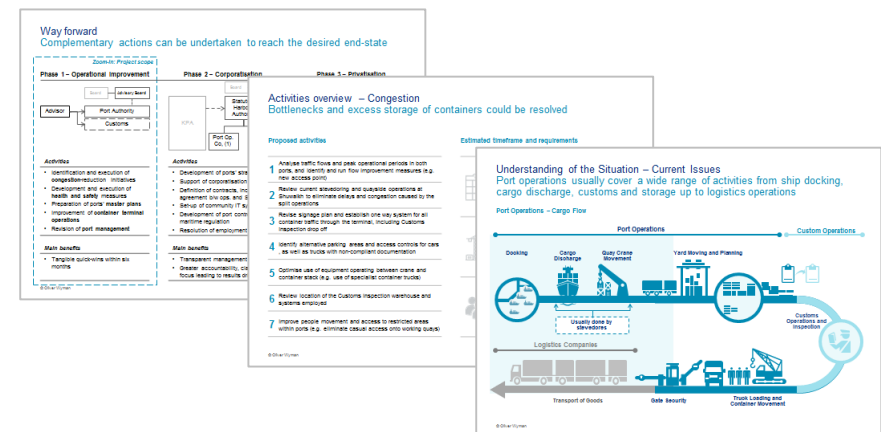 Way forward
Complementary actions can be undertaken to reach the desired end-state
Zoom-In: Project scope
Phase 1 – Operational Improvement
Phase 2 – Corporatisation
Phase 3 – Privatisation
Board
Advisory Board
Advisor
Port Authority
Customs
Board
KPA
Statut
Harbo
Autho
Port Op.
Co. (1)
Activities
• Identification and execution of
congestion-reduction initiatives
• Development and execution of
health and safety measures
• Preparation of ports' master plans
• Improvement of container terminal
operations
• Revision of port management
Main benefits
• Tangible quick-wins within six
months
Activities
• Development of ports' stra
• Support of corporatisation
• Definition of contracts, inc
agreement b/w ops. and S
• Set-up of community IT sy
• Development of port contr
maritime regulation
• Resolution of employment
Main benefits
• Transparent management
• Greater accountability, cle
focus leading to results or
© Oliver Wyman
Activities overview – Congestion
Bottlenecks and excess storage of containers could be resolved
Proposed activities
Estimated timeframe and requirements
1 Analyse traffic flows and peak operational periods in both
ports, and identify and run flow improvement measures (e.g.
new access point)
2 Review current stevedoring and quayside operations at
Shuwaikh to eliminate delays and congestion caused by the
split operations
3 Revise signage plan and establish one way system for all
container traffic through the terminal, including Customs
inspection drop off
4 Identify alternative parking areas and access controls for cars
, as well as trucks with non-compliant documentation
5 Optimise use of equipment operating between crane and
container stack (e.g. use of specialist container trucks)
6 Review location of the Customs inspection warehouse and
systems employed
7 Improve people movement and access to restricted areas
within ports (e.g. eliminate casual access onto working quays)
© Oliver Wyman
Understanding of the Situation – Current Issues
Port operations usually cover a wide range of activities from ship docking,
cargo discharge, customs and storage up to logistics operations
Port Operations – Cargo Flow
Port Operations
Custom Operations
Docking
Cargo
Discharge
Quay Crane
Movement
Yard Moving and Planning
Usually done by
stevedores
Customs
Operations and
Inspection
Logistics Companies
Transport of Goods
Gate Security
Truck Loading and
Container Movement
© Oliver Wyman